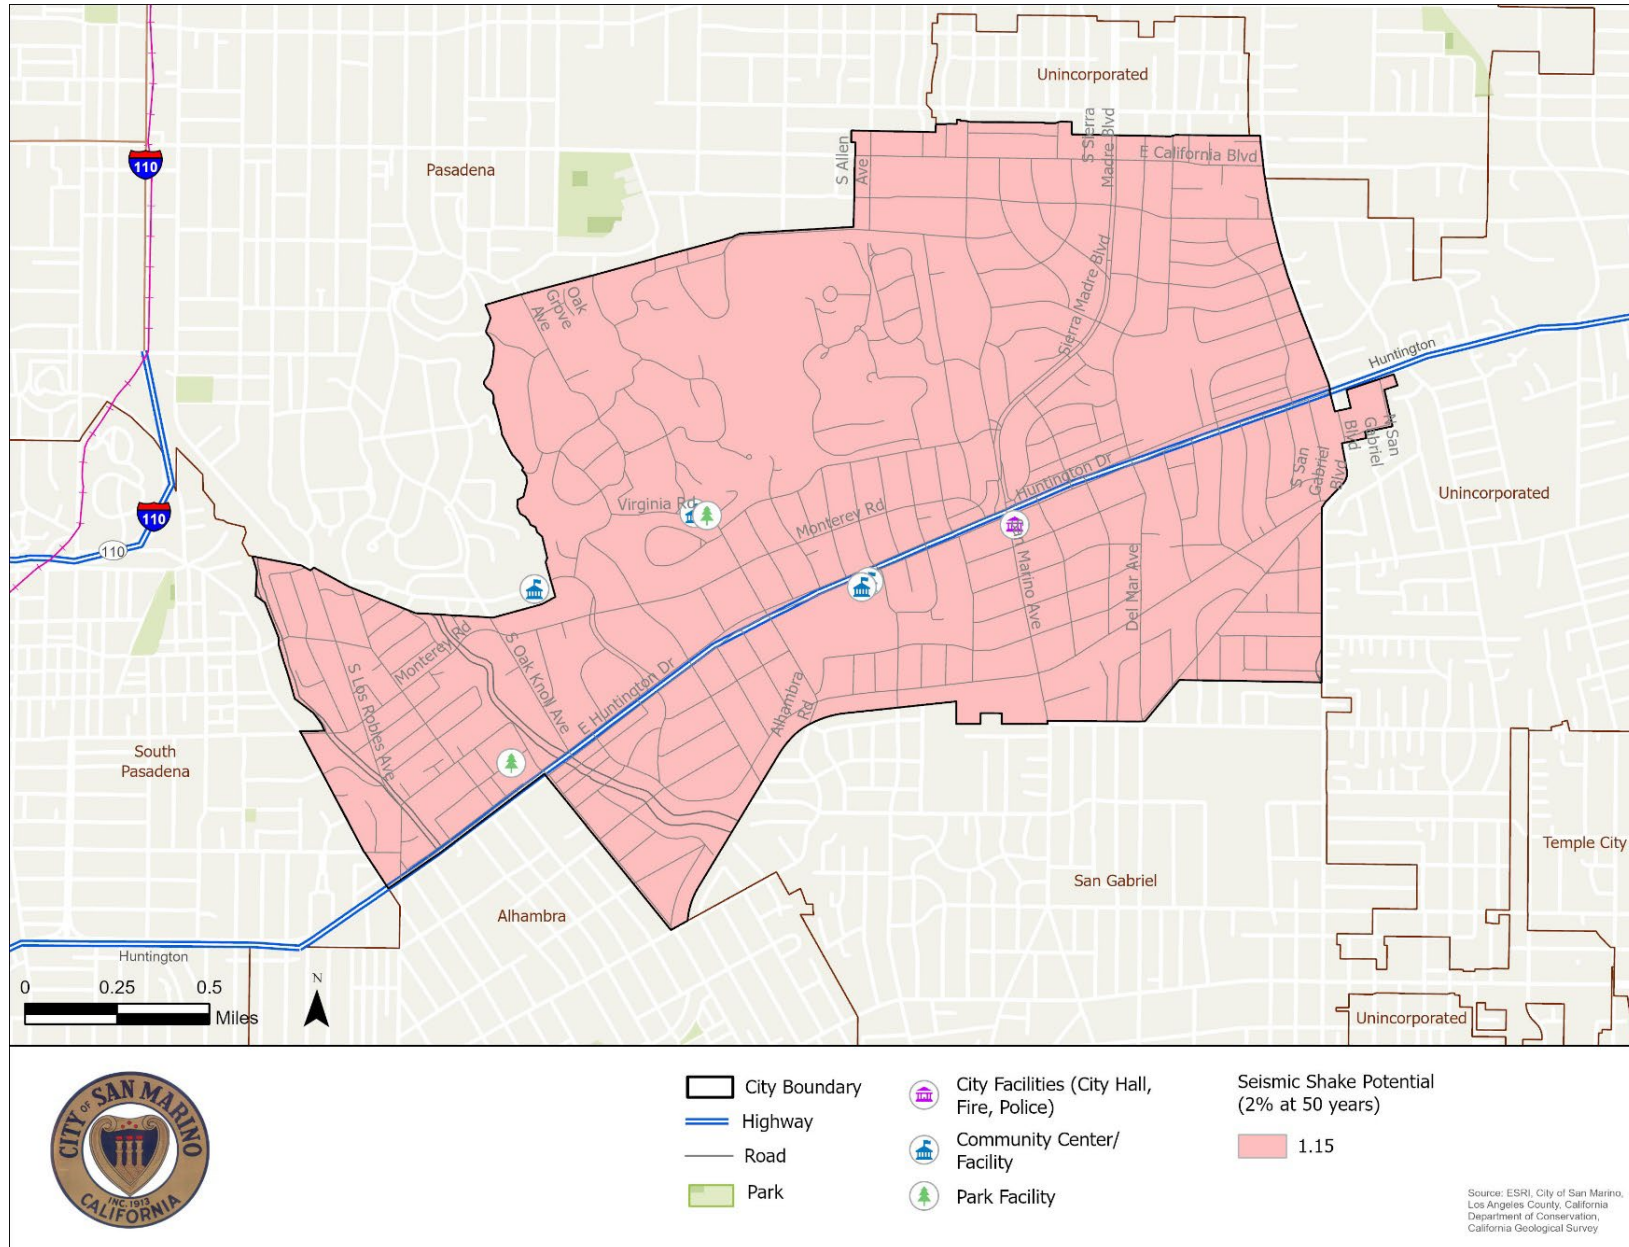 Unincorporated
S Sierra
Madre Blvd
S Allen
Ave
E California Blvd
110
Pasadena
Oak
Grove
Ave
Sierra Madre Blvd
Huntington
N San
Gabriel
Blvd
S San
Gabriel
Blvd
Unincorporated
Huntington Dr
Virginia Rd
Monterey Rd
110
110
Marino Ave
Del Mar Ave
Monterey Rd
S Oak Knoll Ave
S Los Robles Ave
E Huntington Dr
Alhambra
Rd
South
Pasadena
Temple City
San Gabriel
Alhambra
Huntington
0 0.25 0.5
Miles
N
Unincorporated
CITY OF SAN MARINO
INC. 1913
CALIFORNIA
City Boundary
Highway
Road
Park
City Facilities (City Hall,
Fire, Police)
Community Center/
Facility
Park Facility
Seismic Shake Potential
(2% at 50 years)
1.15
Source: ESRI, City of San Marino,
Los Angeles County, California
Department of Conservation,
California Geological Survey